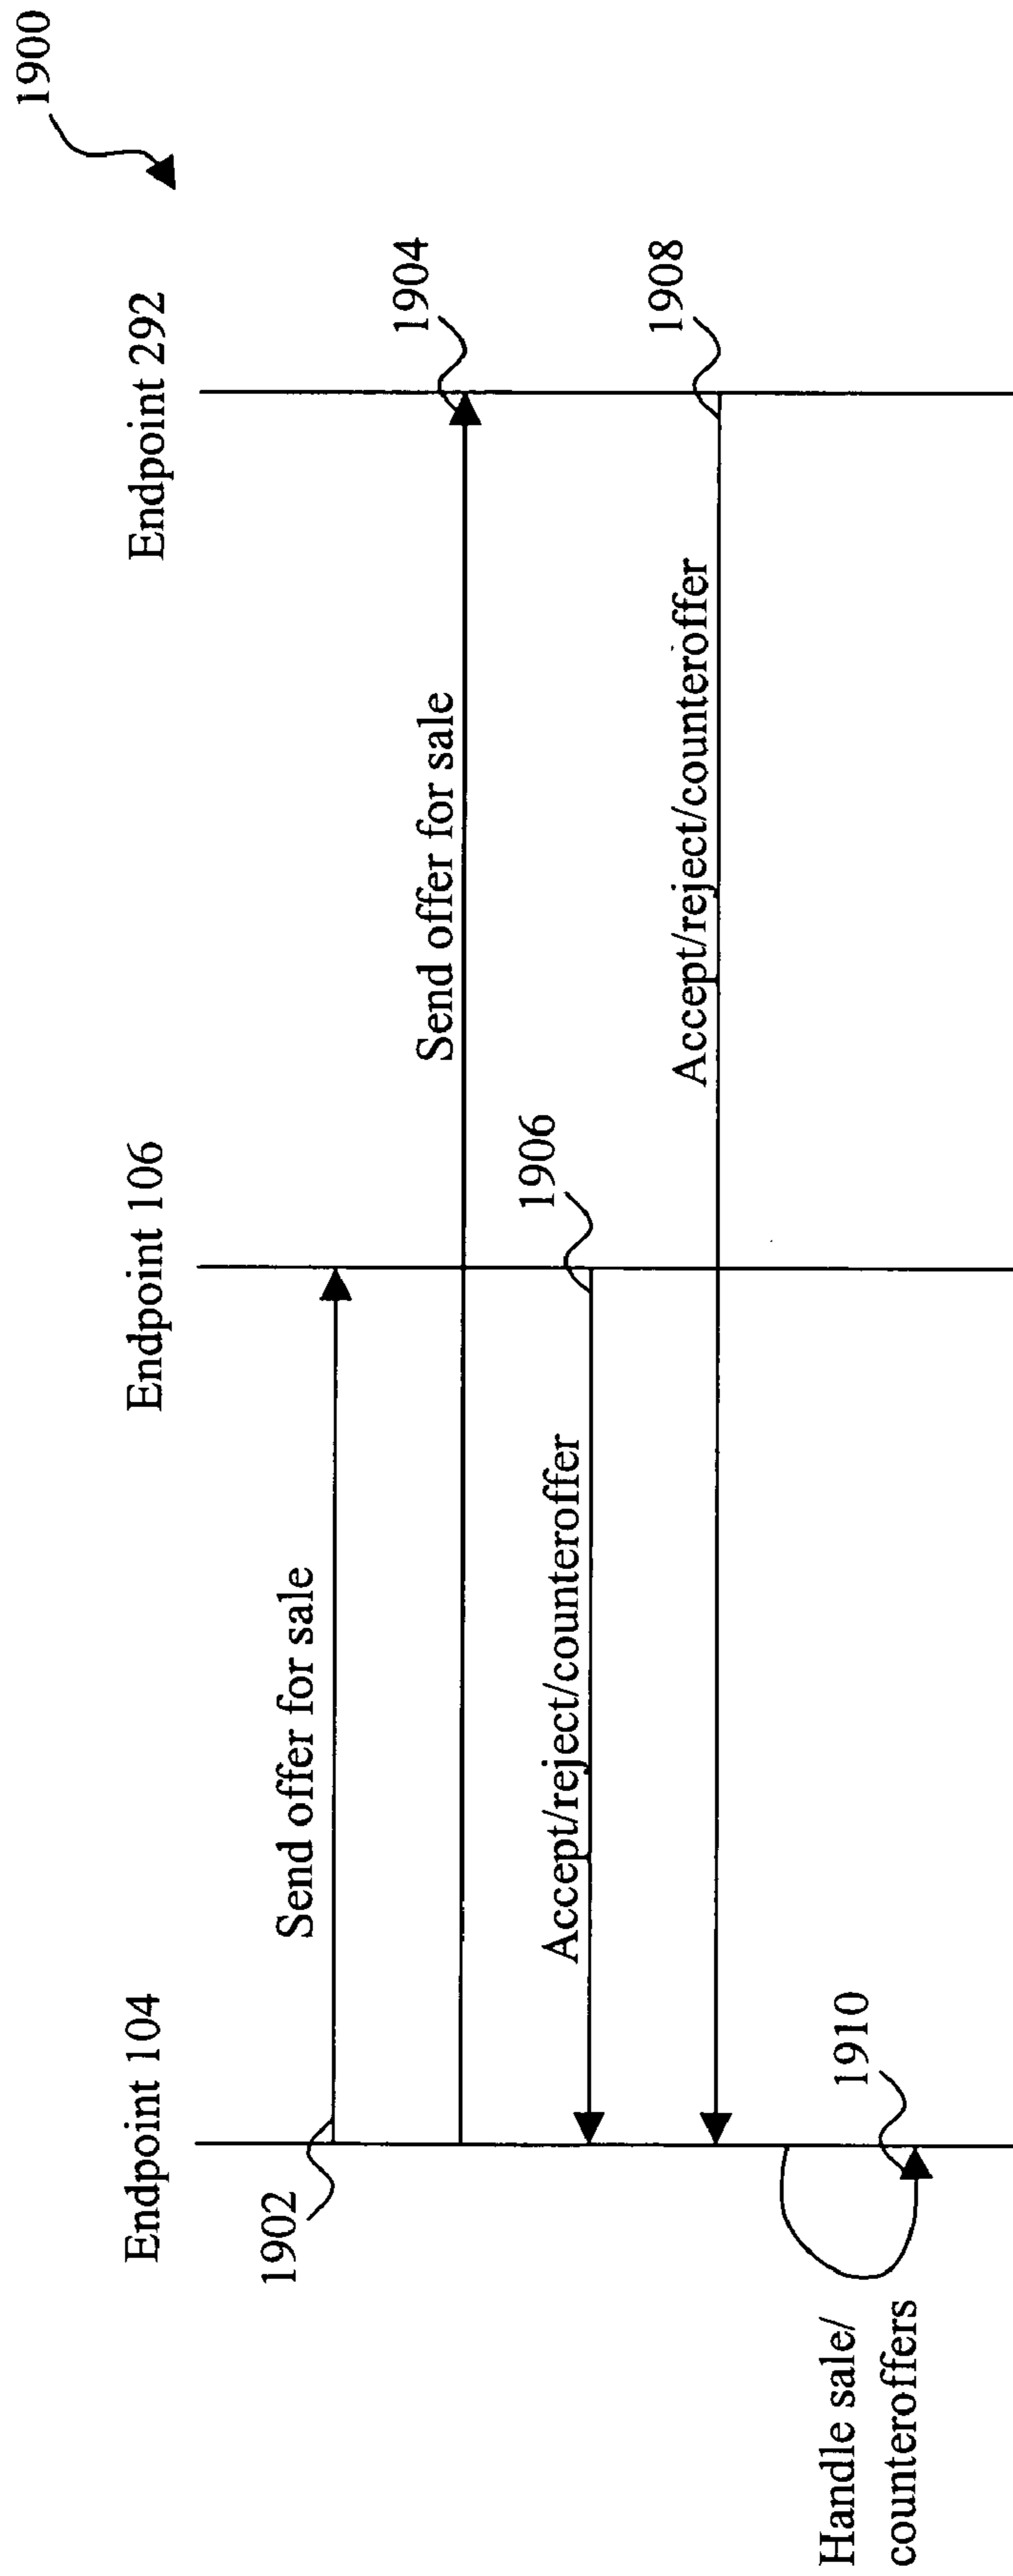 1900
Endpoint 104
Endpoint 106
Endpoint 292
1902
Send offer for sale
Send offer for sale
1904
Accept/reject/counteroffer
1906
Accept/reject/counteroffer
1908
Handle sale/
counteroffers
1910